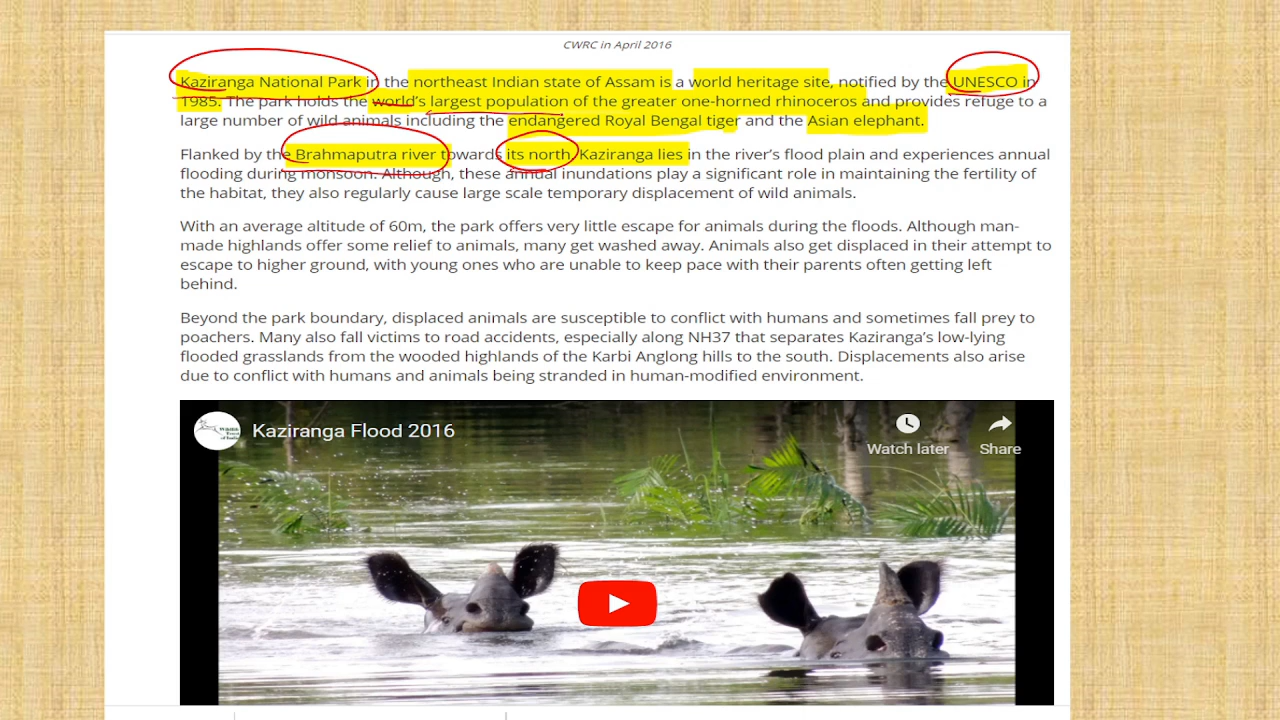 CWRC in April 2016
Kaziranga National Park in the northeast Indian state of Assam is a world heritage site, notified by the UNESCO in
1985. The park holds the world's largest population of the greater one-horned rhinoceros and provides refuge to a
large number of wild animals including the endangered Royal Bengal tiger and the Asian elephant.
Flanked by the Brahmaputra river towards its north, Kaziranga lies in the river's flood plain and experiences annual
flooding during monsoon. Although, these annual inundations play a significant role in maintaining the fertility of
the habitat, they also regularly cause large scale temporary displacement of wild animals.
With an average altitude of 60m, the park offers very little escape for animals during the floods. Although man-
made highlands offer some relief to animals, many get washed away. Animals also get displaced in their attempt to
escape to higher ground, with young ones who are unable to keep pace with their parents often getting left
behind.
Beyond the park boundary, displaced animals are susceptible to conflict with humans and sometimes fall prey to
poachers. Many also fall victims to road accidents, especially along NH37 that separates Kaziranga's low-lying
flooded grasslands from the wooded highlands of the Karbi Anglong hills to the south. Displacements also arise
due to conflict with humans and animals being stranded in human-modified environment.
Kaziranga Flood 2016
Watch later
Share